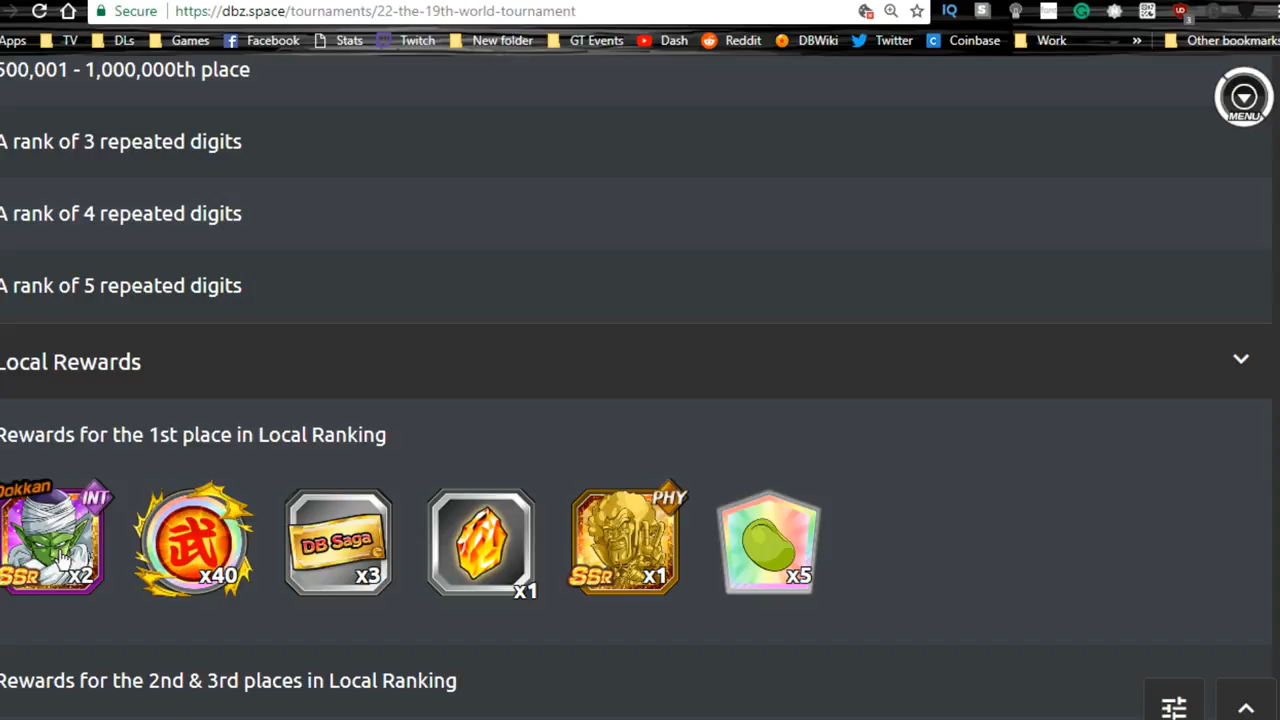 Secure https://dbz.space/tournaments/22-the-19th-world-tournament
Apps TV DLs Games Facebook Stats Twitch New folder GT Events Dash Reddit DBWiki Twitter Coinbase Work » Other bookmarks
500,001 - 1,000,000th place
MENU
A rank of 3 repeated digits
A rank of 4 repeated digits
A rank of 5 repeated digits
Local Rewards
Rewards for the 1st place in Local Ranking
Dokkan INT SSR x2
武 x40
DB Saga x3
x1
PHY SSR x1
x5
Rewards for the 2nd & 3rd places in Local Ranking